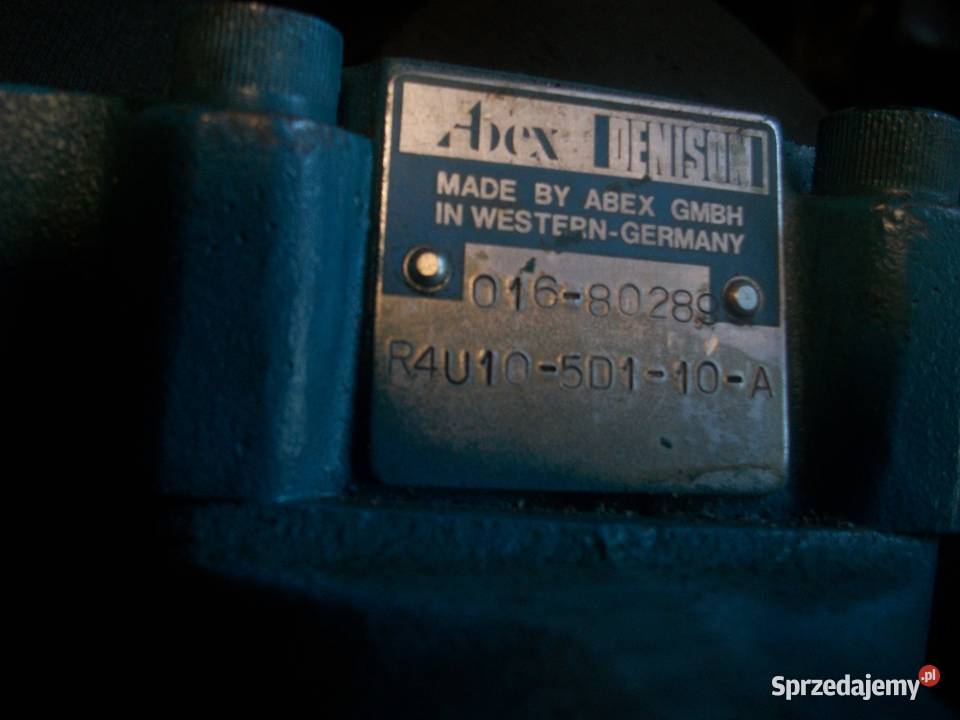 Abex DENISON
MADE BY ABEX GMBH
IN WESTERN-GERMANY
016-80289
R4U10-5D1-10-A
Sprzedajemy.pl